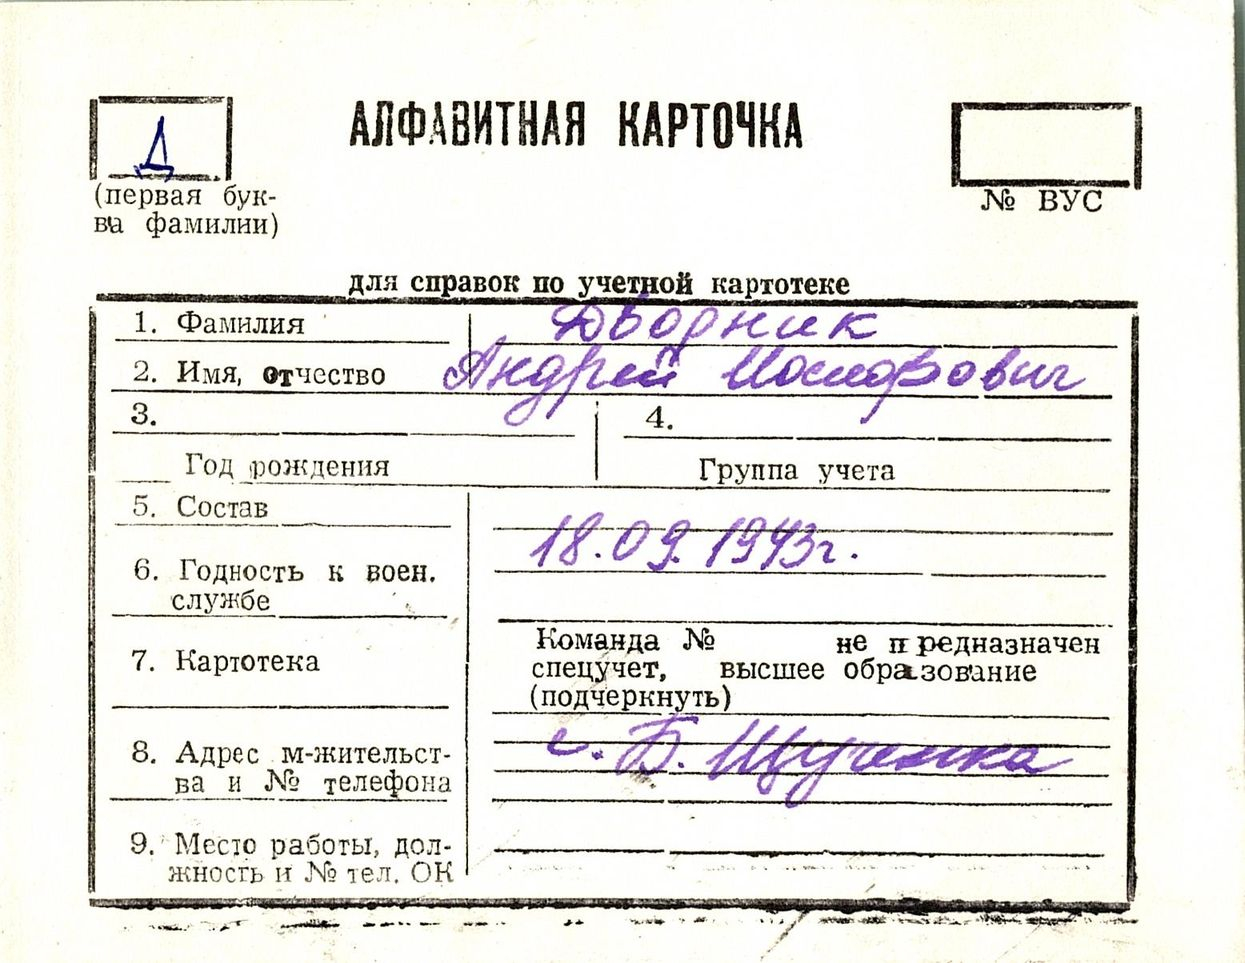 Д
АЛФАВИТНАЯ КАРТОЧКА
(первая бук-
ва фамилии)
№ ВУС
для справок по учетной картотеке
1. Фамилия Дворник
2. Имя, отчество Андрей Иосифович
3. 4.
Год рождения Группа учета
5. Состав
18.09.1943г.
6. Годность к воен.
службе
Команда № не предназначен
7. Картотека спецучет, высшее образование
(подчеркнуть)
с. Б. Щученка
8. Адрес м-жительст-
ва и № телефона
9. Место работы, дол-
жность и № тел. ОК